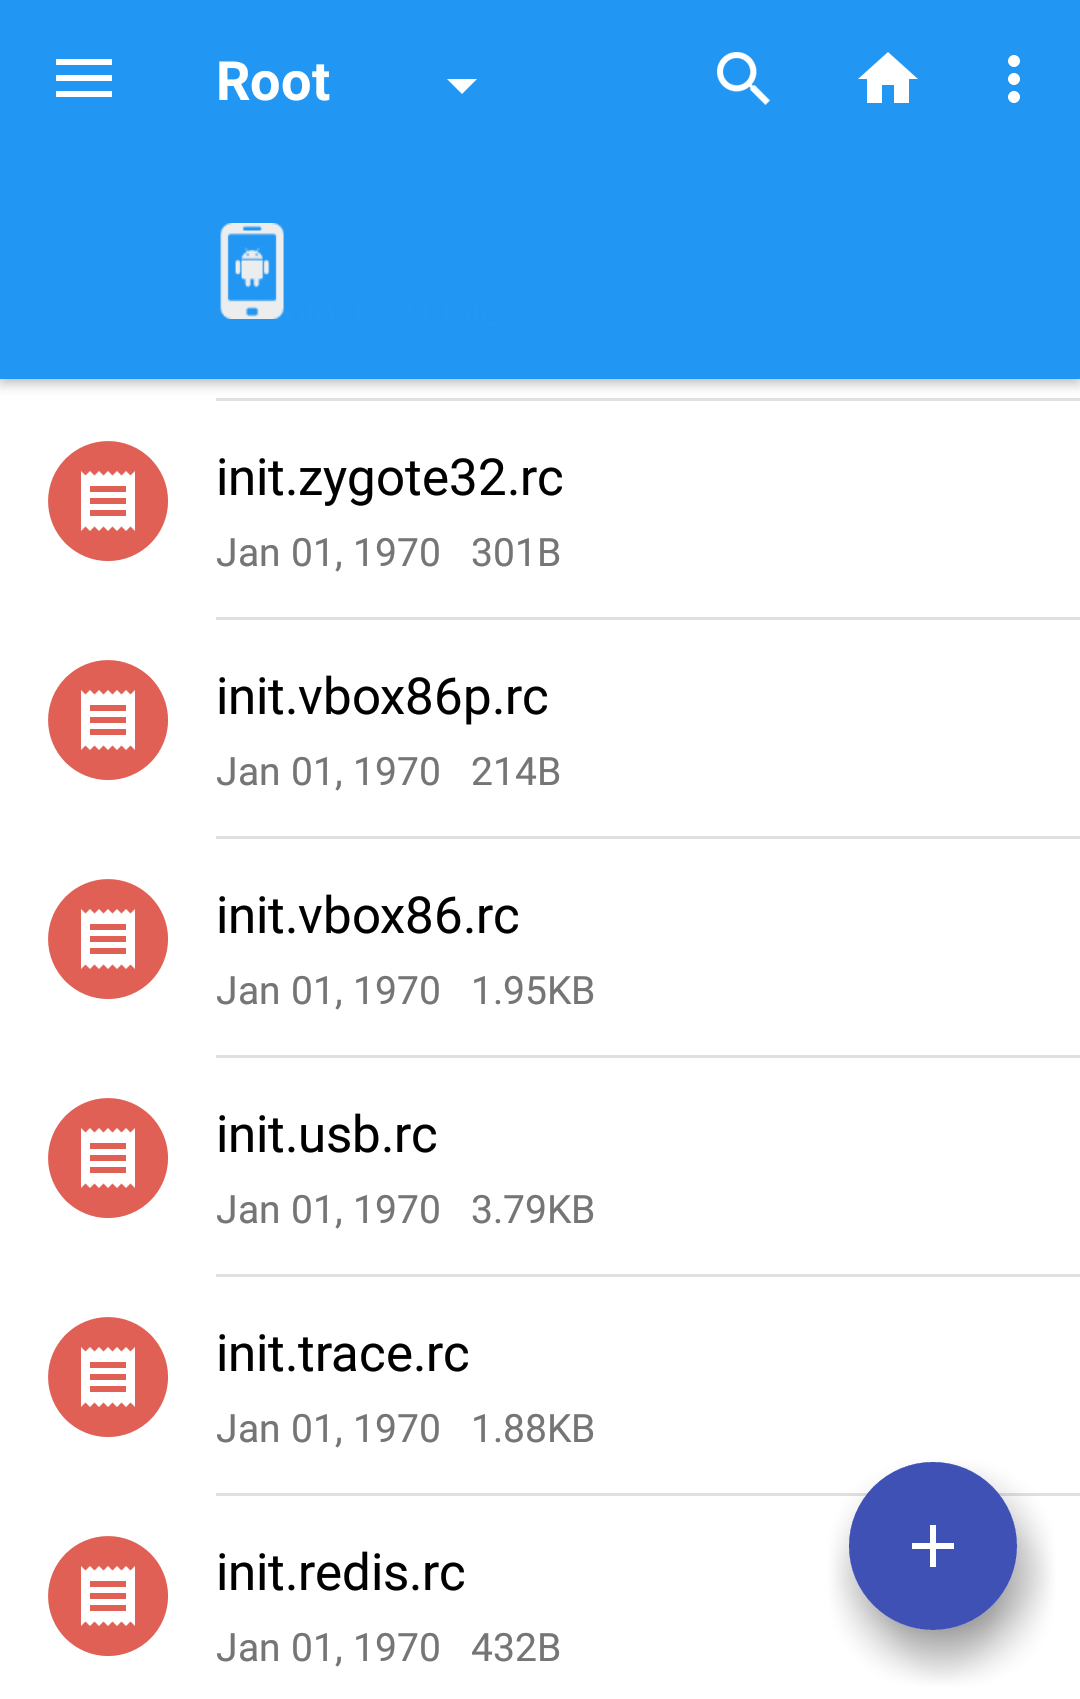 Root
init.zygote32.rc
Jan 01, 1970 301B
init.vbox86p.rc
Jan 01, 1970 214B
init.vbox86.rc
Jan 01, 1970 1.95KB
init.usb.rc
Jan 01, 1970 3.79KB
init.trace.rc
Jan 01, 1970 1.88KB
init.redis.rc
Jan 01, 1970 432B